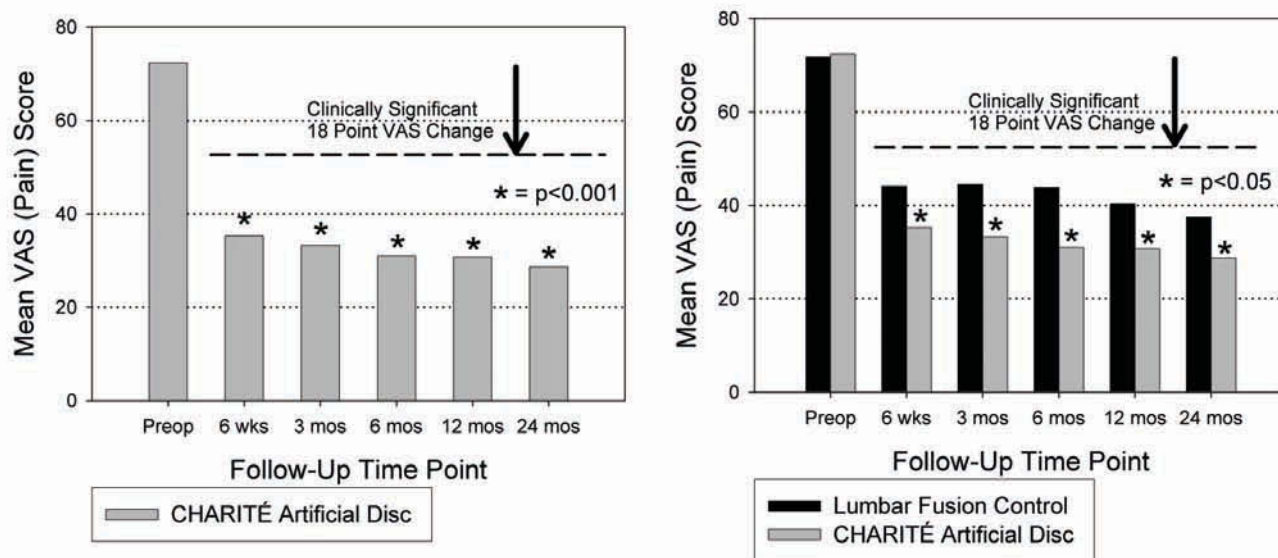 Mean VAS (Pain) Score
80
60
40
20
0
Clinically Significant
18 Point VAS Change
* = p<0.001
* * * * *
Preop 6 wks 3 mos 6 mos 12 mos 24 mos
Follow-Up Time Point
CHARITÉ Artificial Disc
Mean VAS (Pain) Score
80
60
40
20
0
Clinically Significant
18 Point VAS Change
* = p<0.05
* * * * *
Preop 6 wks 3 mos 6 mos 12 mos 24 mos
Follow-Up Time Point
Lumbar Fusion Control
CHARITÉ Artificial Disc